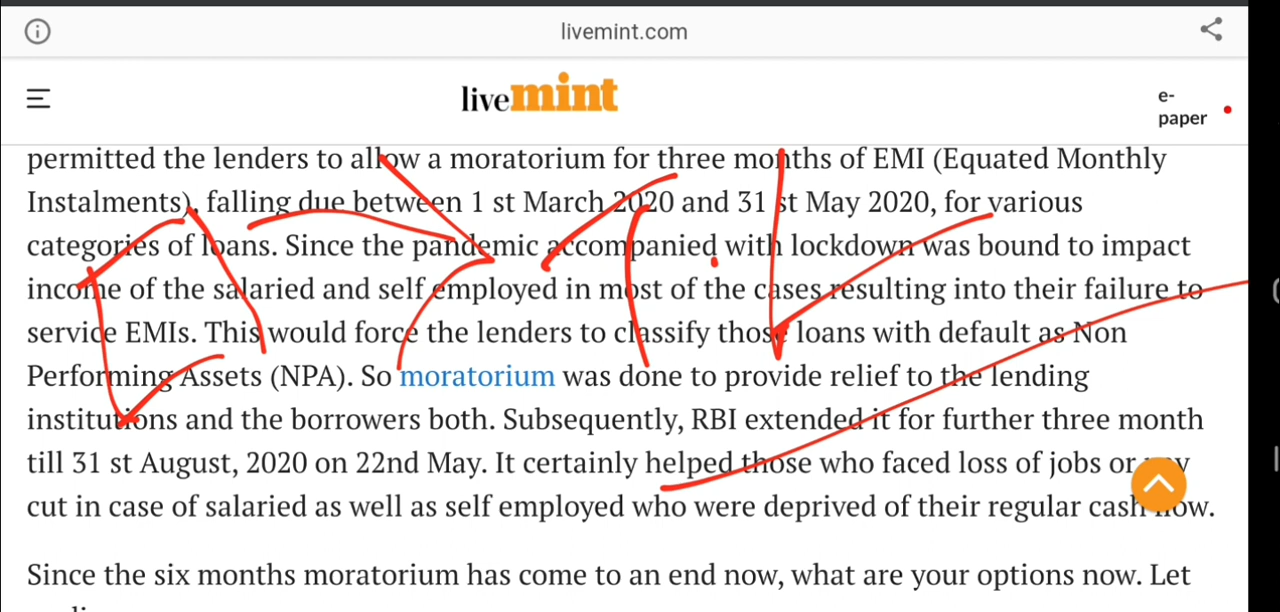 livemint.com
livemint
e-
paper
permitted the lenders to allow a moratorium for three months of EMI (Equated Monthly
Instalments), falling due between 1 st March 2020 and 31 st May 2020, for various
categories of loans. Since the pandemic accompanied with lockdown was bound to impact
income of the salaried and self employed in most of the cases resulting into their failure to
service EMIs. This would force the lenders to classify those loans with default as Non
Performing Assets (NPA). So moratorium was done to provide relief to the lending
institutions and the borrowers both. Subsequently, RBI extended it for further three month
till 31 st August, 2020 on 22nd May. It certainly helped those who faced loss of jobs or
cut in case of salaried as well as self employed who were deprived of their regular cash
Since the six months moratorium has come to an end now, what are your options now. Let